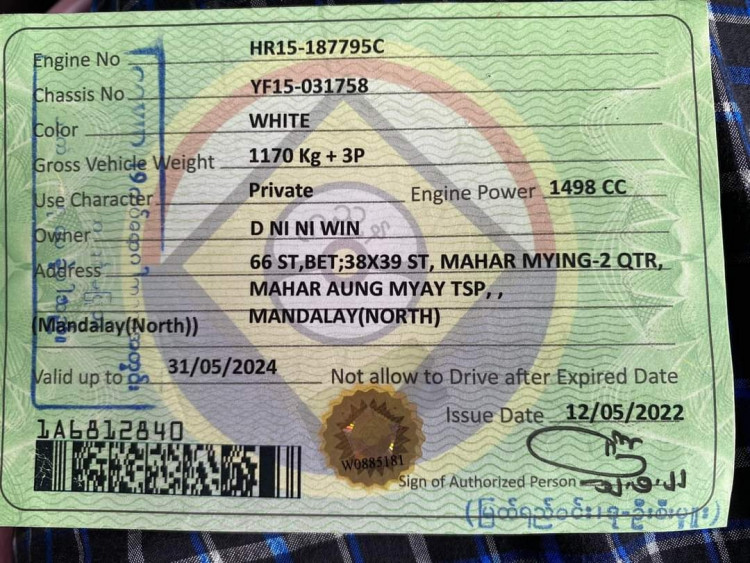 Engine No HR15-187795C
Chassis No YF15-031758
Color WHITE
Gross Vehicle Weight 1170 Kg + 3P
Use Character Private Engine Power 1498 CC
Owner D NI NI WIN
Address 66 ST,BET;38X39 ST, MAHAR MYING-2 QTR,
MAHAR AUNG MYAY TSP, ,
(Mandalay(North)) MANDALAY(NORTH)
Valid up to 31/05/2024 Not allow to Drive after Expired Date
Issue Date 12/05/2022
1A6812840
W0885181
Sign of Authorized Person